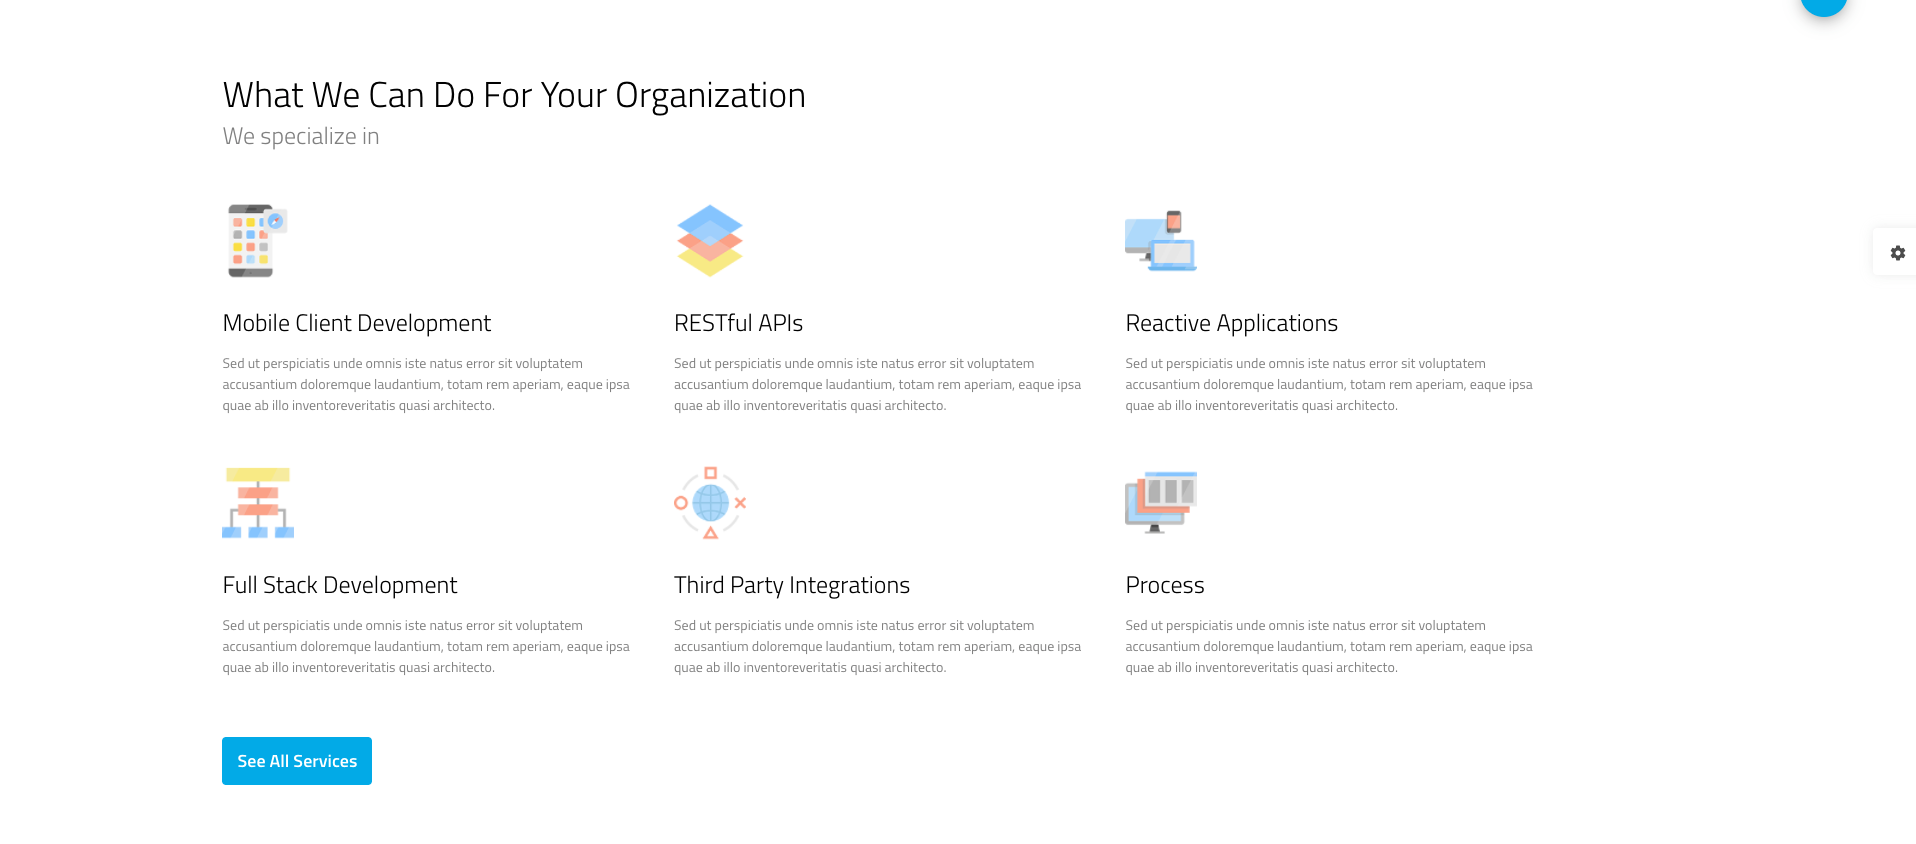 What We Can Do For Your Organization
We specialize in
Mobile Client Development
Sed ut perspiciatis unde omnis iste natus error sit voluptatem
accusantium doloremque laudantium, totam rem aperiam, eaque ipsa
quae ab illo inventoreveritatis quasi architecto.
RESTful APIs
Sed ut perspiciatis unde omnis iste natus error sit voluptatem
accusantium doloremque laudantium, totam rem aperiam, eaque ipsa
quae ab illo inventoreveritatis quasi architecto.
Reactive Applications
Sed ut perspiciatis unde omnis iste natus error sit voluptatem
accusantium doloremque laudantium, totam rem aperiam, eaque ipsa
quae ab illo inventoreveritatis quasi architecto.
Full Stack Development
Sed ut perspiciatis unde omnis iste natus error sit voluptatem
accusantium doloremque laudantium, totam rem aperiam, eaque ipsa
quae ab illo inventoreveritatis quasi architecto.
Third Party Integrations
Sed ut perspiciatis unde omnis iste natus error sit voluptatem
accusantium doloremque laudantium, totam rem aperiam, eaque ipsa
quae ab illo inventoreveritatis quasi architecto.
Process
Sed ut perspiciatis unde omnis iste natus error sit voluptatem
accusantium doloremque laudantium, totam rem aperiam, eaque ipsa
quae ab illo inventoreveritatis quasi architecto.
See All Services